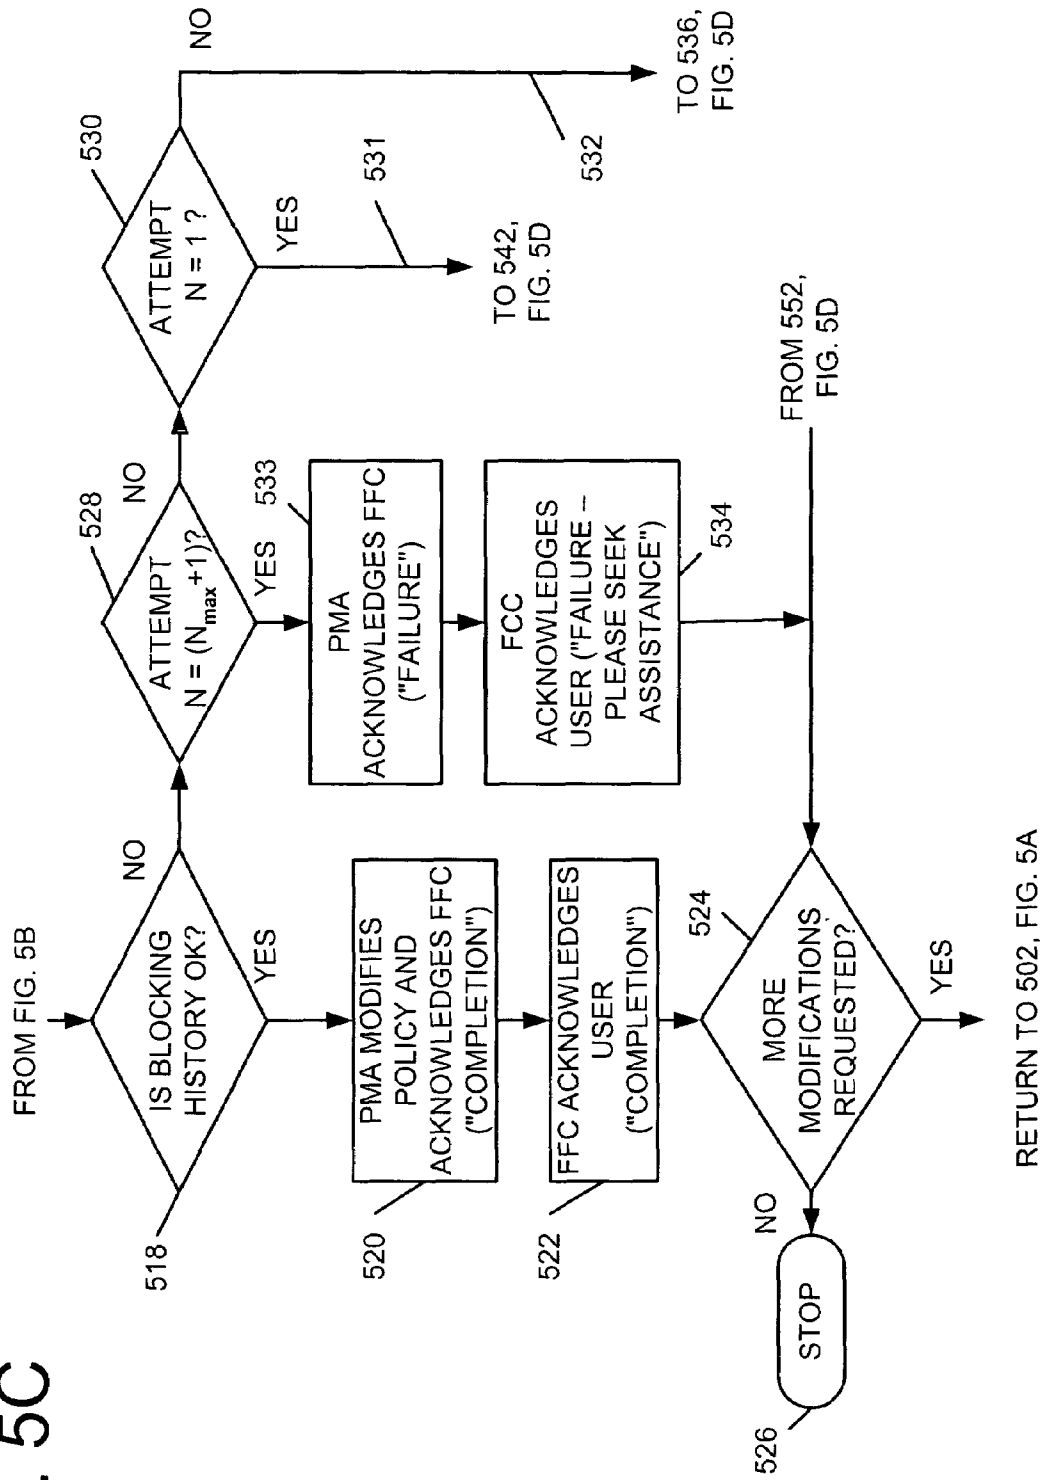 . 5C
FROM FIG. 5B
IS BLOCKING
HISTORY OK?
518
NO
YES
ATTEMPT
N = (Nmax +1)?
528
NO
YES
ATTEMPT
N = 1 ?
530
NO
YES
531
532
TO 542,
FIG. 5D
TO 536,
FIG. 5D
PMA MODIFIES
POLICY AND
ACKNOWLEDGES FFC
("COMPLETION")
520
PMA
ACKNOWLEDGES FFC
("FAILURE")
533
FFC ACKNOWLEDGES
USER
("COMPLETION")
522
FCC
ACKNOWLEDGES
USER ("FAILURE –
PLEASE SEEK
ASSISTANCE")
534
FROM 552,
FIG. 5D
MORE
MODIFICATIONS
REQUESTED?
524
NO
YES
STOP
526
RETURN TO 502, FIG. 5A